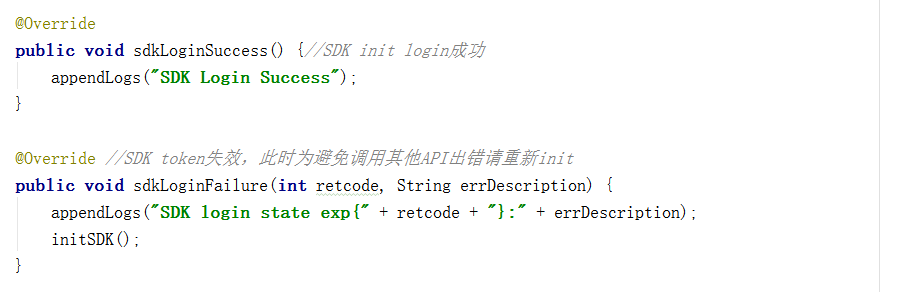 @Override
public void sdkLoginSuccess() {//SDK init login成功
    appendLogs("SDK Login Success");
}

@Override //SDK token失效，此时为避免调用其他API出错请重新init
public void sdkLoginFailure(int retcode, String errDescription) {
    appendLogs("SDK login state exp{" + retcode + "}:" + errDescription);
    initSDK();
}